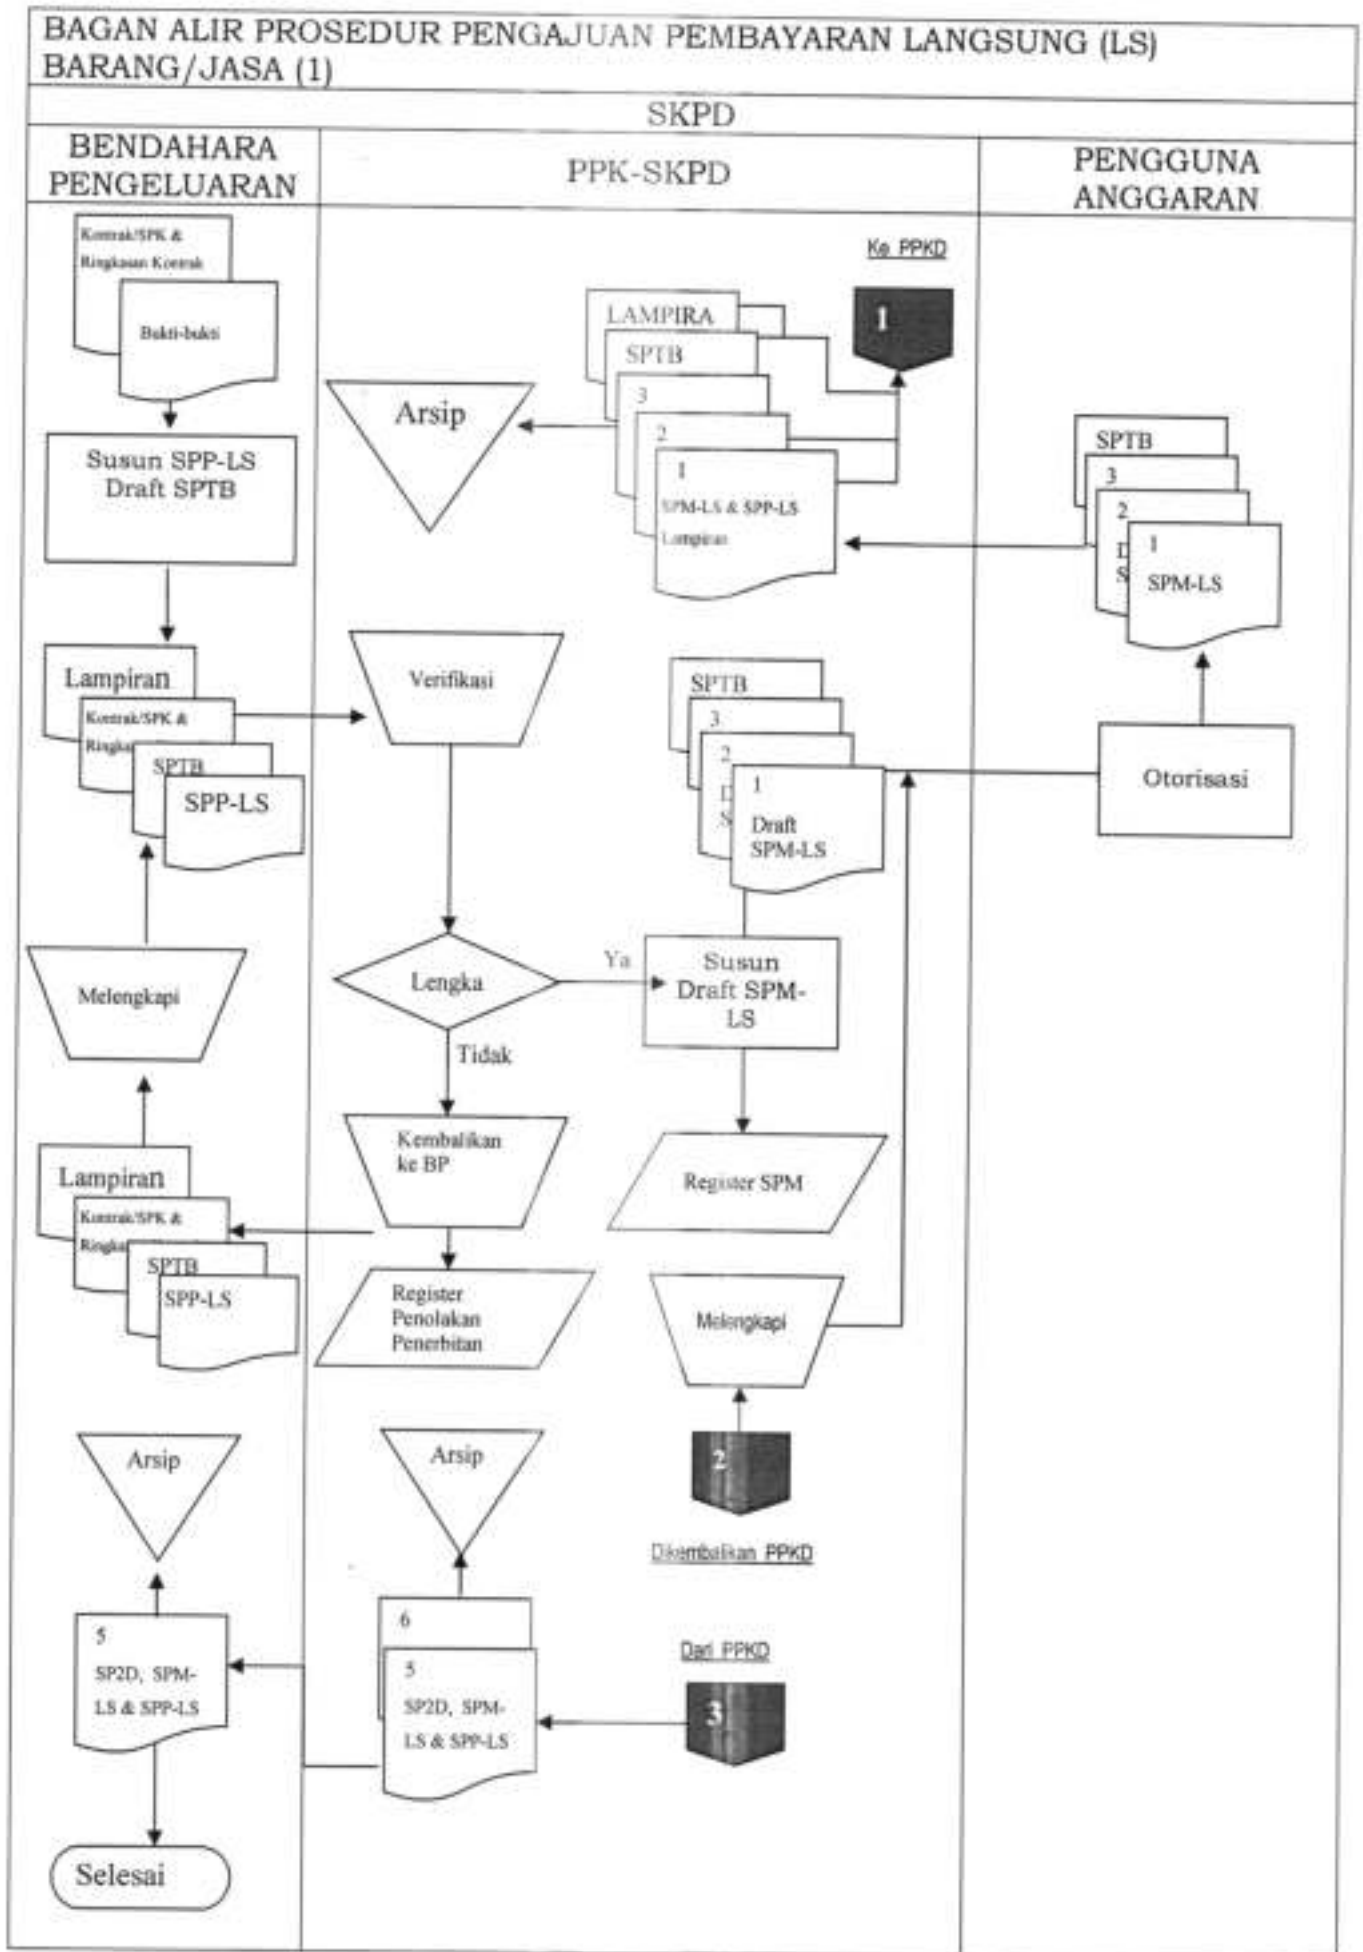 BAGAN ALIR PROSEDUR PENGAJUAN PEMBAYARAN LANGSUNG (LS)
BARANG/JASA (1)
SKPD
BENDAHARA
PENGELUARAN
PPK-SKPD
PENGGUNA
ANGGARAN
Kontrak/SPK &
Ringkasan Kontrak
Bukti-bukti
Susun SPP-LS
Draft SPTB
Lampiran
Kontrak/SPK &
SPTB
SPP-LS
Melengkapi
Lampiran
Kontrak/SPK &
SPTB
SPP-LS
Arsip
5
SP2D, SPM-
LS & SPP-LS
Selesai
Ke PPKD
1
LAMPIRA
SPTB
3
2
1
SPM-LS & SPP-LS
Lampiran
Arsip
Verifikasi
SPTB
3
2
D
S
1
Draft
SPM-LS
Lengka
Ya
Susun
Draft SPM-
LS
Tidak
Kembalikan
ke BP
Register SPM
Register
Penolakan
Penerbitan
Melengkapi
2
Dikembalikan PPKD
Arsip
6
5
SP2D, SPM-
LS & SPP-LS
Dari PPKD
3
SPTB
3
2
D
S
1
SPM-LS
Otorisasi